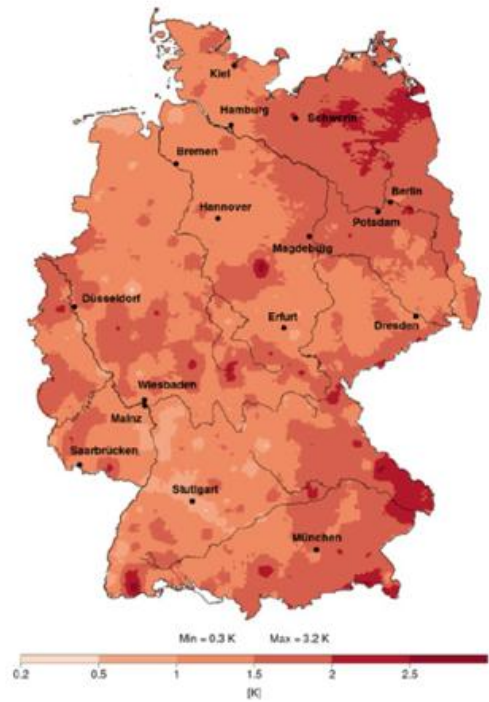 Kiel
Hamburg
Schwerin
Bremen
Berlin
Hannover
Potsdam
Magdeburg
Düsseldorf
Erfurt
Dresden
Wiesbaden
Mainz
Saarbrücken
Stuttgart
München
Min = 0.3 K Max = 3.2 K
0.2 0.5 1 1.5 2 2.5
[K]